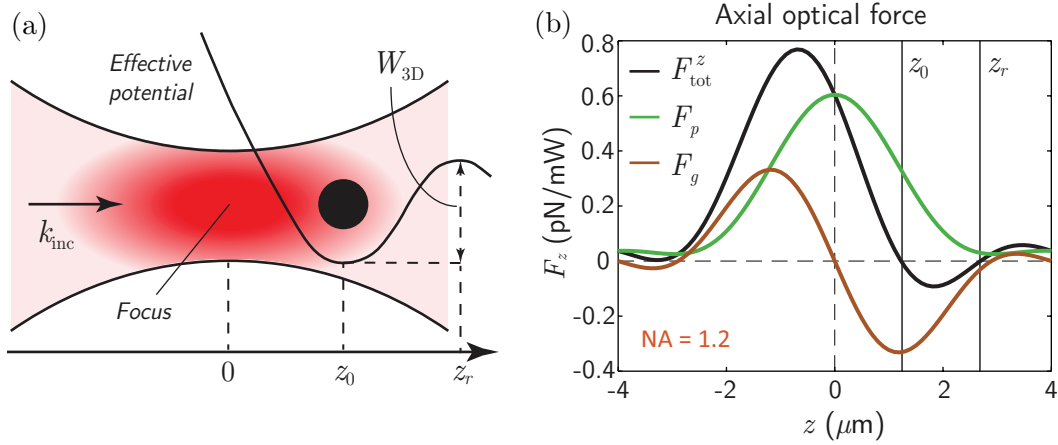 (a)
Effective
potential
W3D
kinc
Focus
0
z0
zr
(b)
Axial optical force
Fz (pN/mW)
0.8
0.6
0.4
0.2
0
-0.2
-0.4
Fztot
Fp
Fg
z0
zr
NA = 1.2
-4
-2
0
2
4
z (μm)